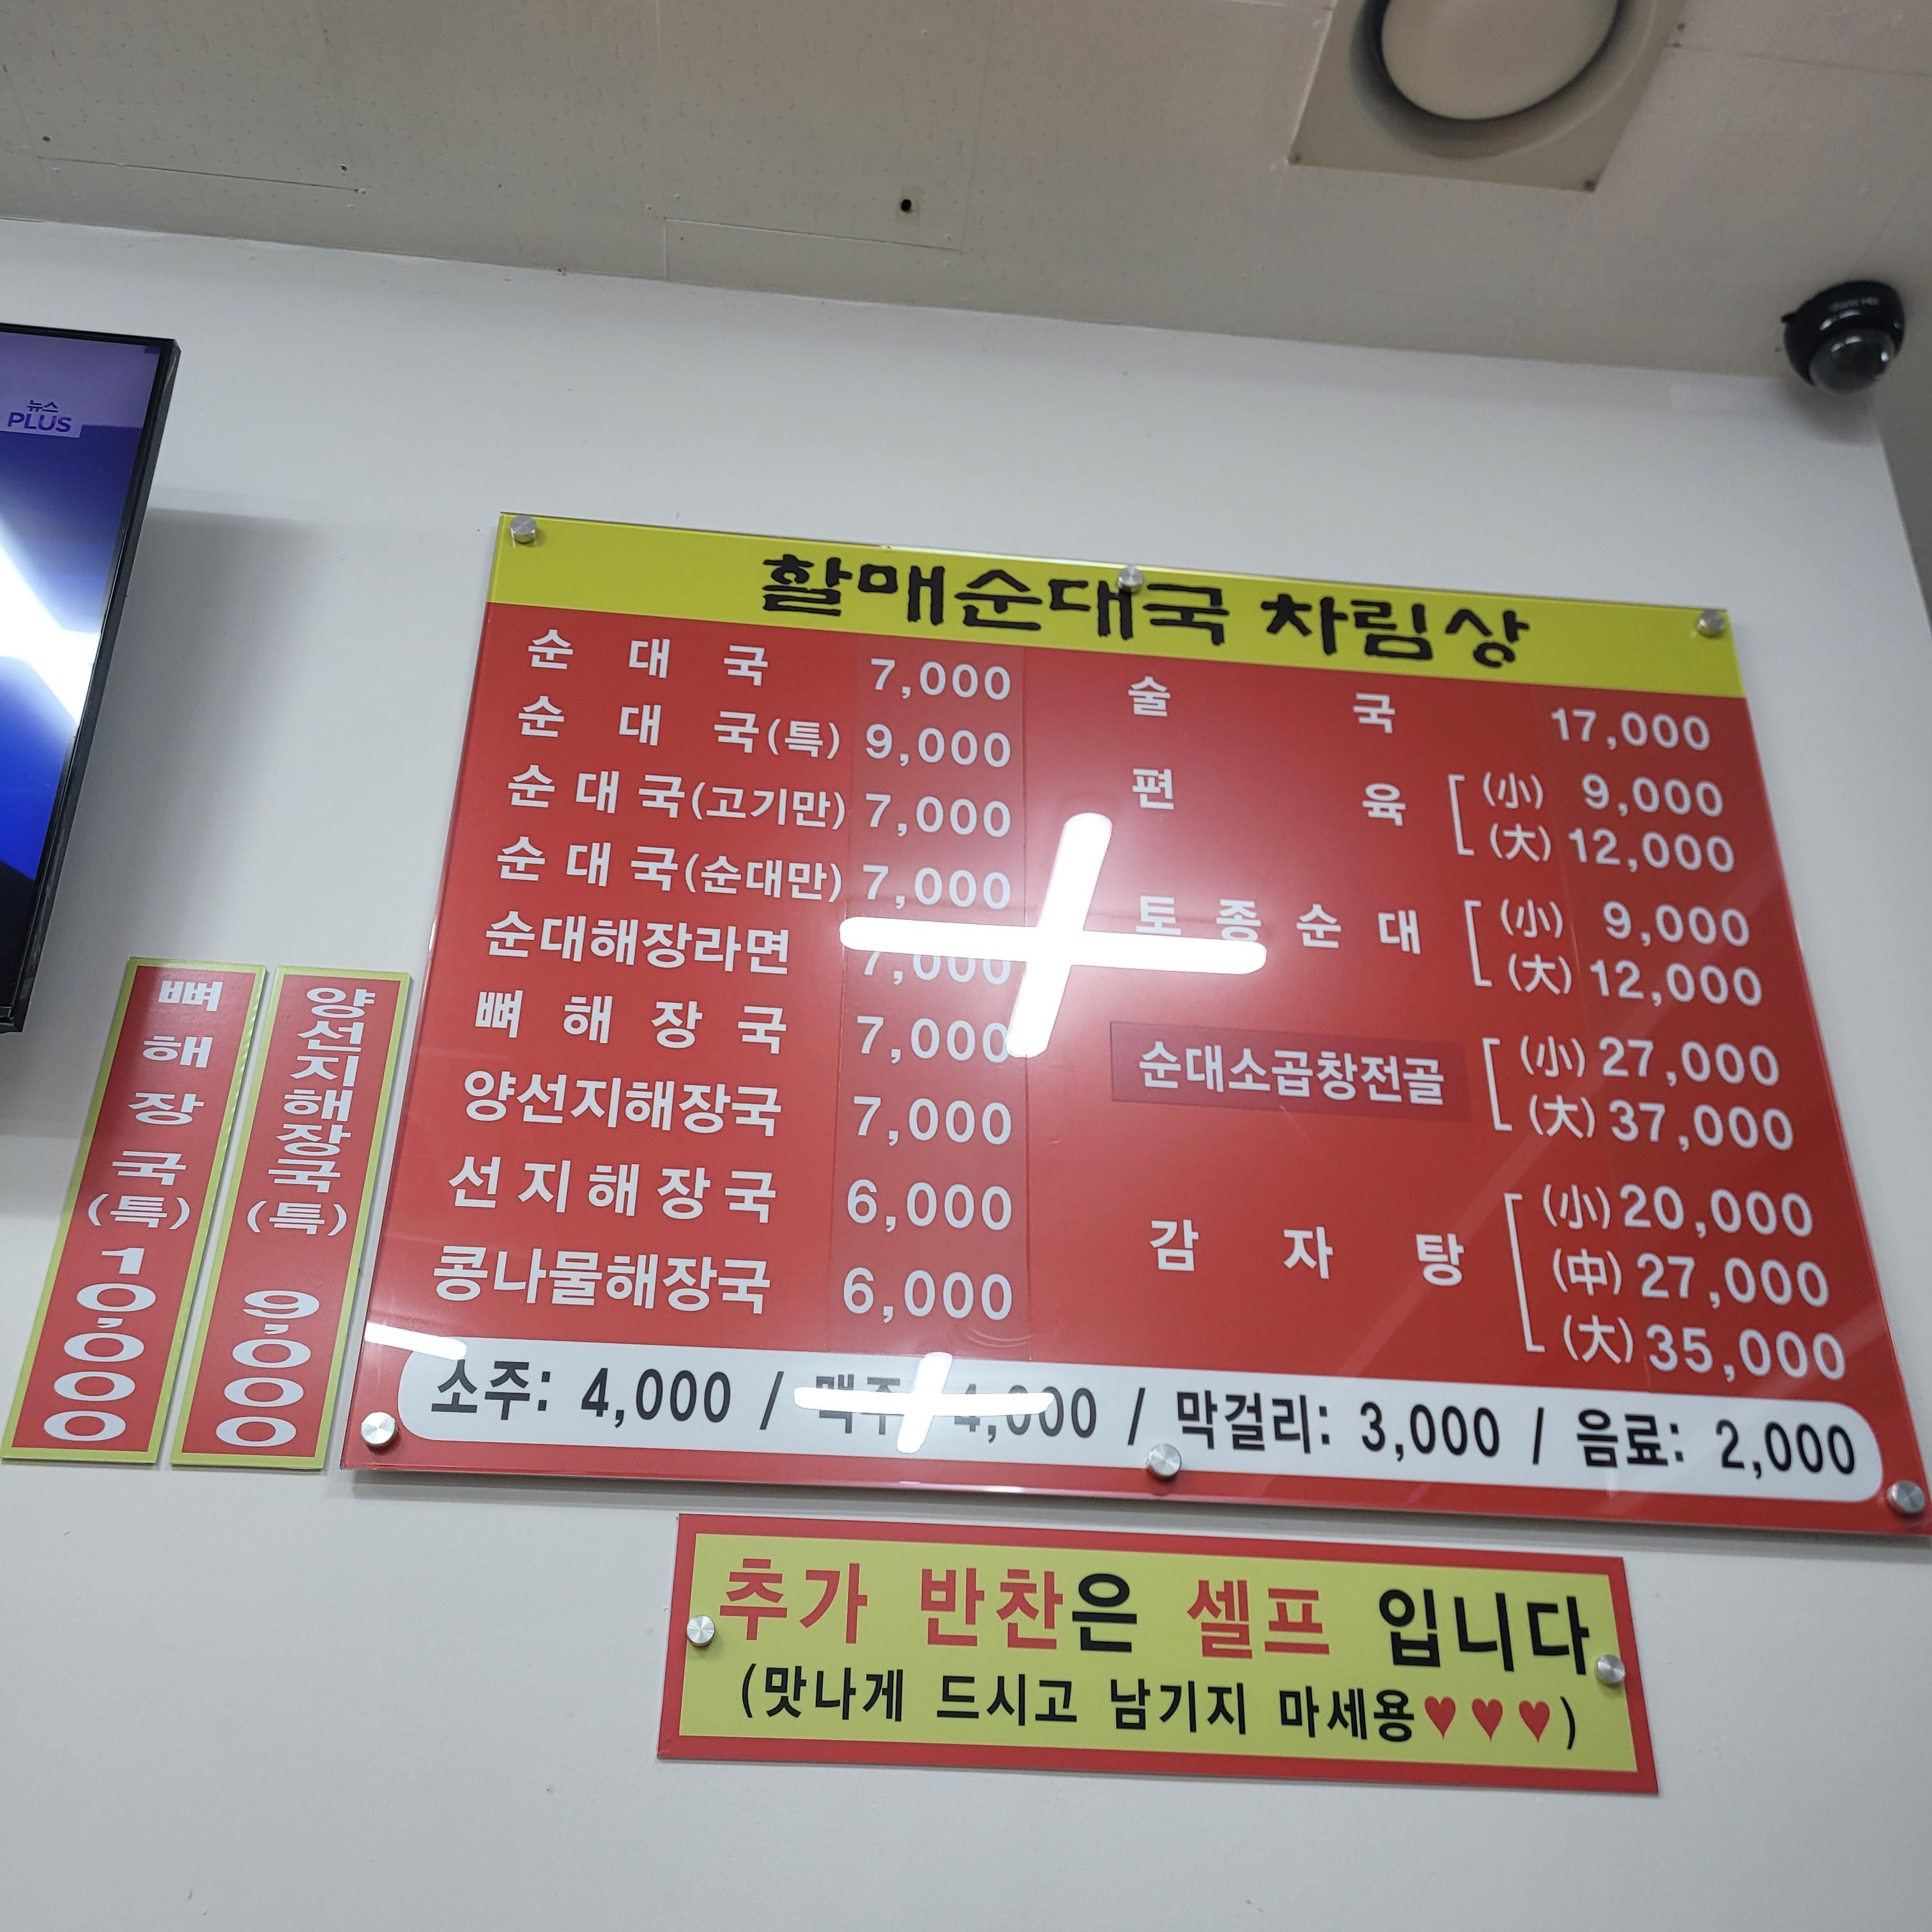 뉴스
PLUS
할매순대국 차림상
순 대 국 7,000
순 대 국(특) 9,000
순 대 국(고기만) 7,000
순 대 국(순대만) 7,000
순대해장라면 7,000
뼈 해 장 국 7,000
양선지해장국 7,000
선 지 해 장 국 6,000
콩나물해장국 6,000
술 국 17,000
편 육 (小) 9,000
(大) 12,000
토 종 순 대 (小) 9,000
(大) 12,000
순대소곱창전골 (小) 27,000
(大) 37,000
감 자 탕 (小) 20,000
(中) 27,000
(大) 35,000
소주: 4,000 / 맥주: 4,000 / 막걸리: 3,000 / 음료: 2,000
뼈해장국(특) 10,000
양선지해장국(특) 9,000
추가 반찬은 셀프 입니다
(맛나게 드시고 남기지 마세용♥♥♥)